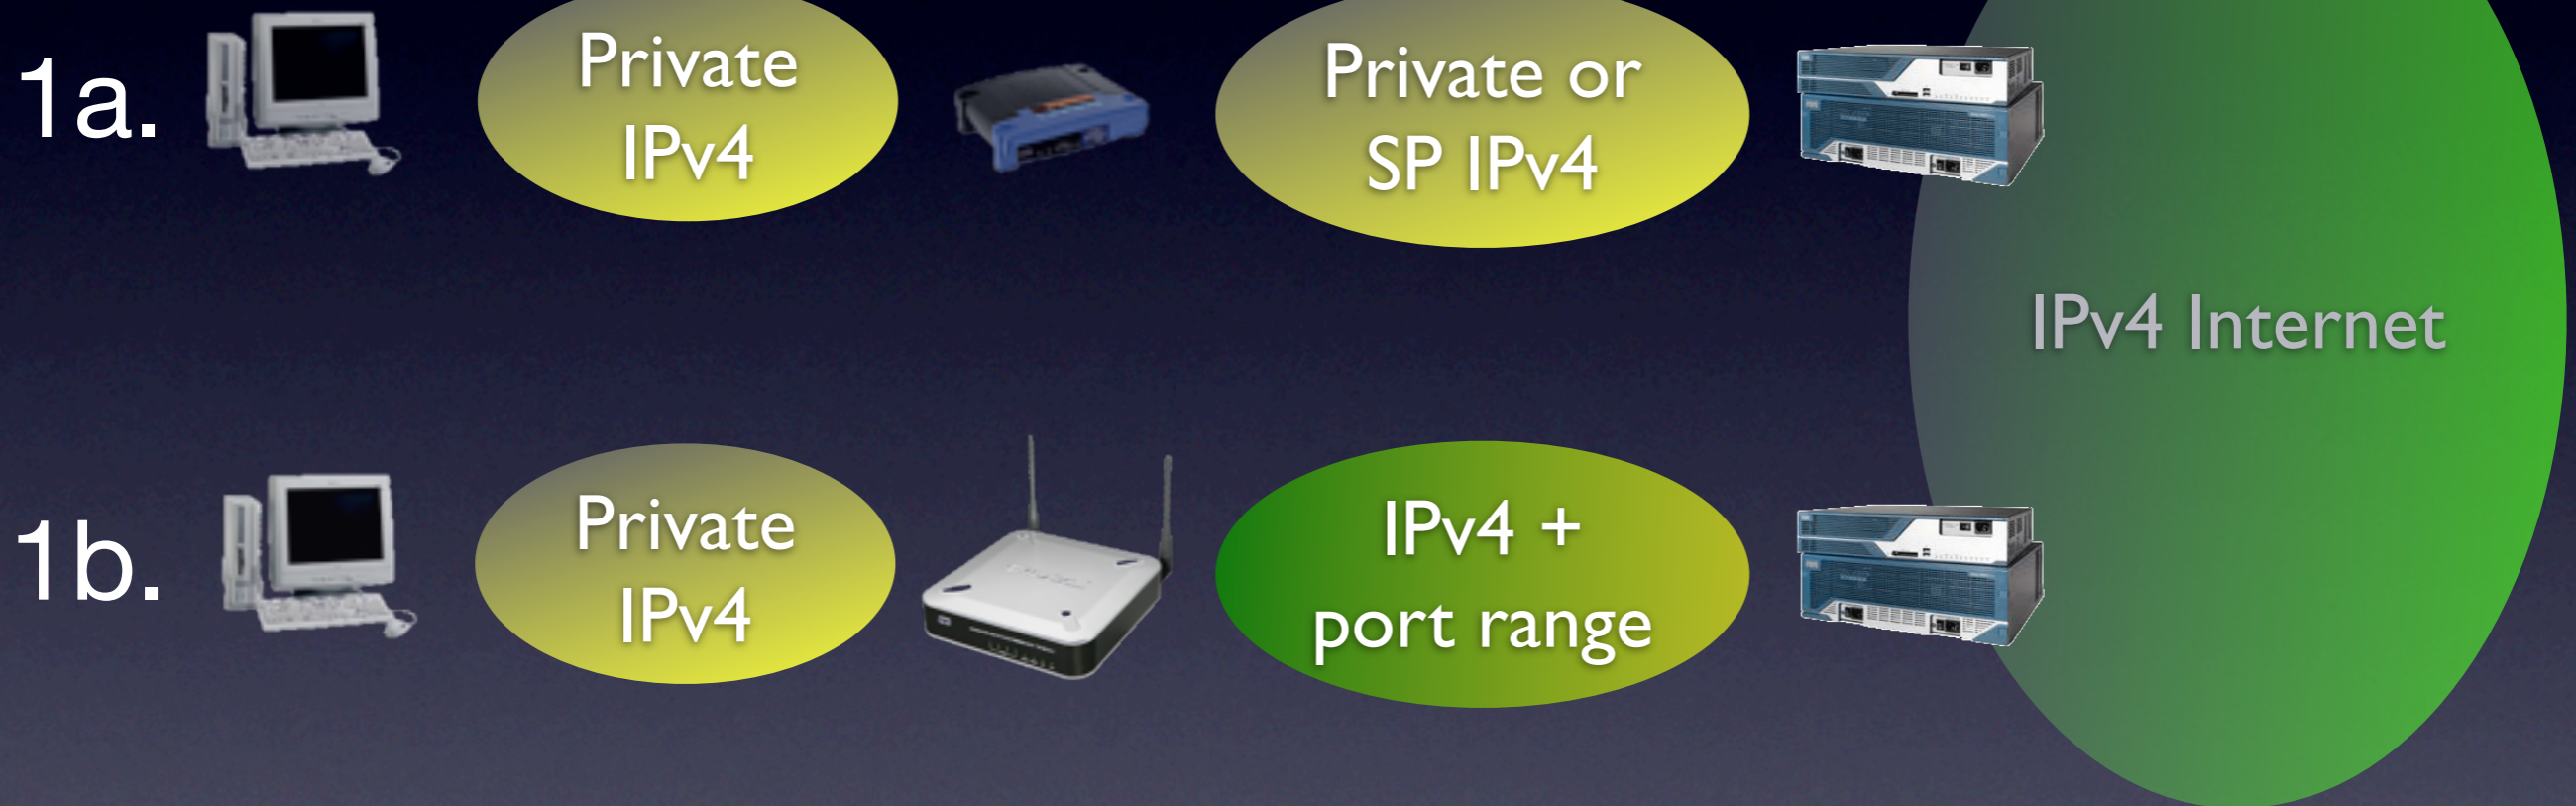 1a.
Private
IPv4
Private or
SP IPv4
IPv4 Internet
1b.
Private
IPv4
IPv4 +
port range